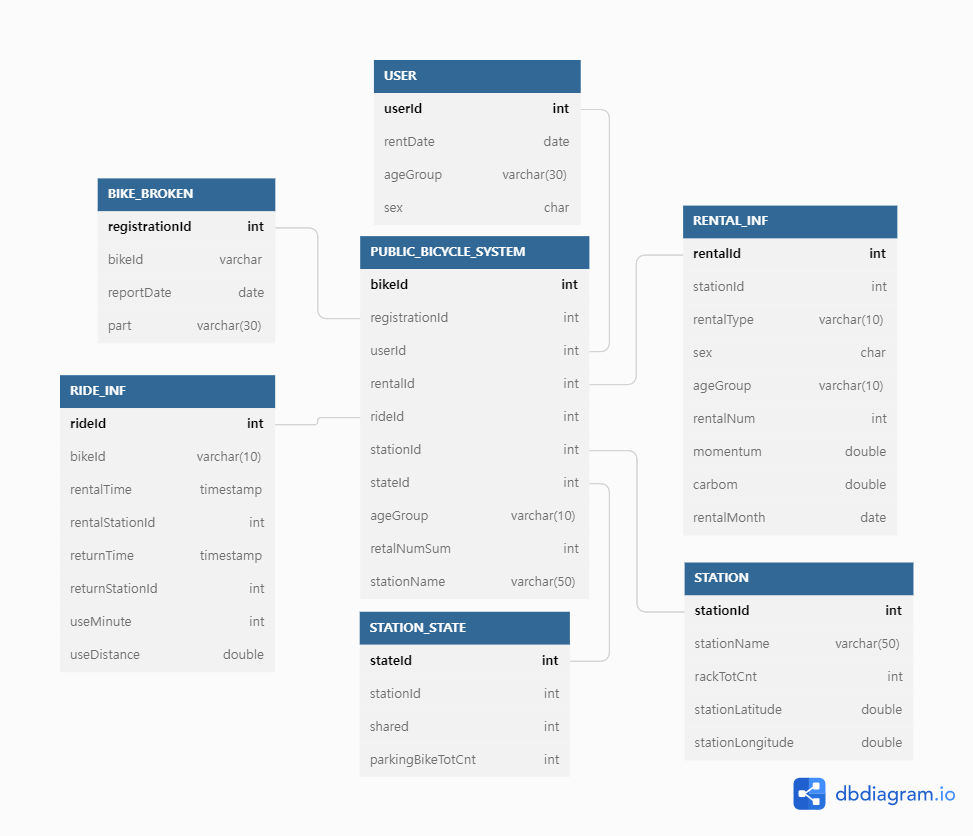 USER
userId int
rentDate date
ageGroup varchar(30)
sex char
BIKE_BROKEN
registrationId int
bikeId varchar
reportDate date
part varchar(30)
PUBLIC_BICYCLE_SYSTEM
bikeId int
registrationId int
userId int
rentalId int
rideId int
stationId int
stateId int
ageGroup varchar(10)
retalNumSum int
stationName varchar(50)
RENTAL_INF
rentalId int
stationId int
rentalType varchar(10)
sex char
ageGroup varchar(10)
rentalNum int
momentum double
carbom double
rentalMonth date
RIDE_INF
rideId int
bikeId varchar(10)
rentalTime timestamp
rentalStationId int
returnTime timestamp
returnStationId int
useMinute int
useDistance double
STATION_STATE
stateId int
stationId int
shared int
parkingBikeTotCnt int
STATION
stationId int
stationName varchar(50)
rackTotCnt int
stationLatitude double
stationLongitude double
dbdiagram.io